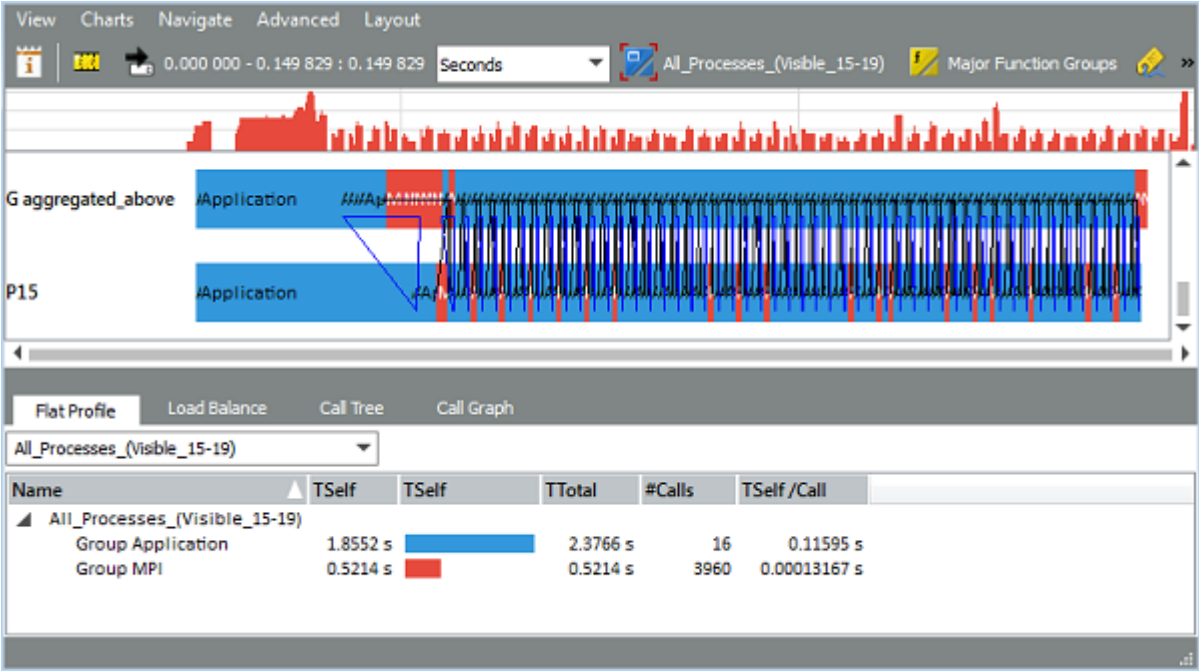 View Charts Navigate Advanced Layout
0.000 000 - 0.149 829 : 0.149 829 Seconds All_Processes_(Visible_15-19) Major Function Groups »
G aggregated_above Application
P15 Application
Flat Profile Load Balance Call Tree Call Graph
All_Processes_(Visible_15-19)
Name TSelf TSelf TTotal #Calls TSelf /Call
All_Processes_(Visible_15-19)
Group Application 1.8552 s 2.3766 s 16 0.11595 s
Group MPI 0.5214 s 0.5214 s 3960 0.00013167 s